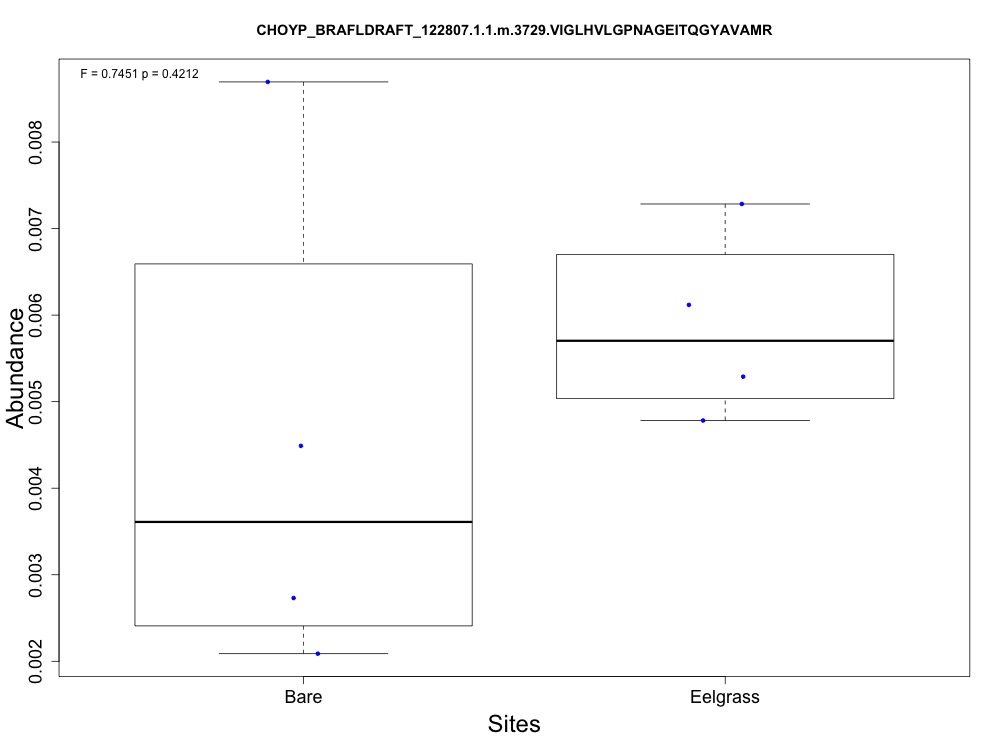 CHOYP_BRAFLDRAFT_122807.1.1.m.3729.VIGLHVLGPNAGEITQGYAVAMR
F = 0.7451 p = 0.4212
0.008
0.007
0.006
0.005
0.004
0.003
0.002
Abundance
Bare
Eelgrass
Sites